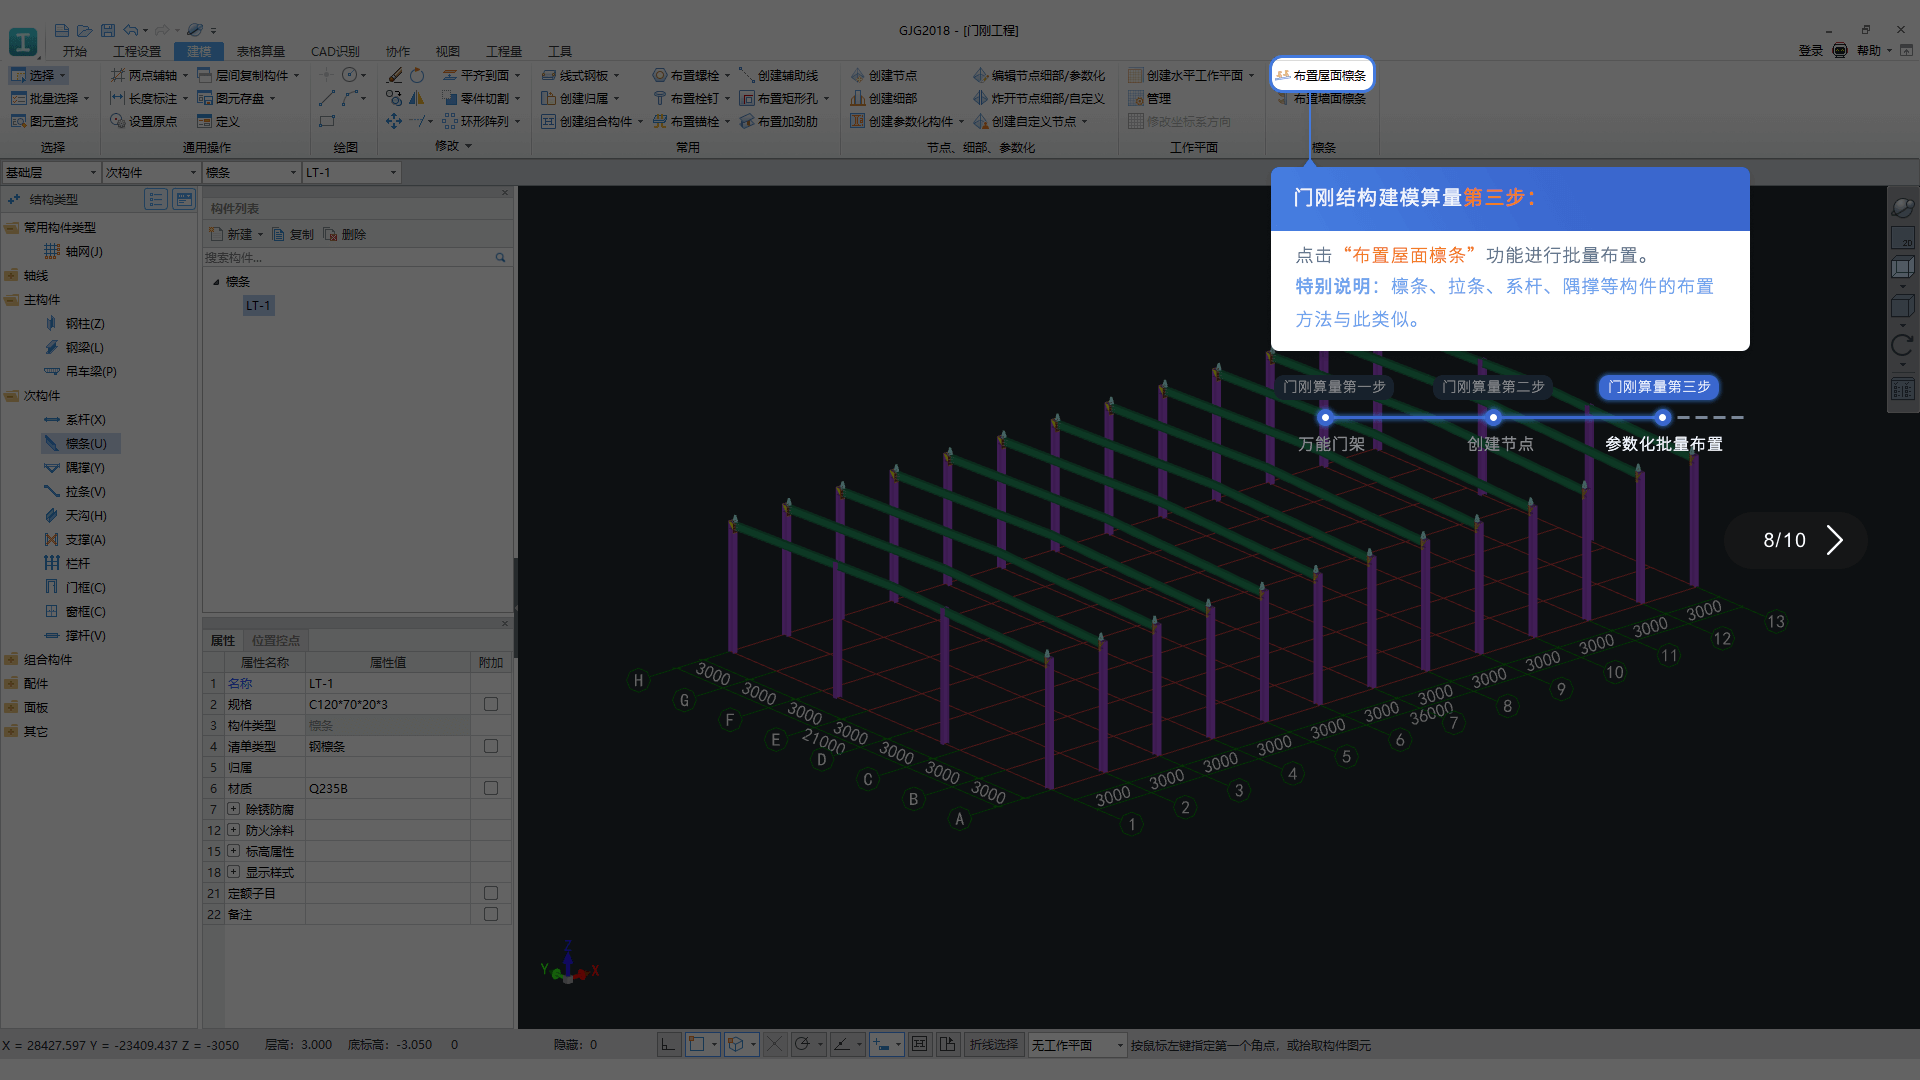 GJG2018 - [门刚工程]
开始 工程设置 建模 表格算量 CAD识别 协作 视图 工程量 工具
登录 帮助
选择 两点辅轴 层间复制构件 平齐到面 线式钢板 布置螺栓 创建辅助线 创建节点 编辑节点细部/参数化 创建水平工作平面 布置屋面檩条
批量选择 长度标注 图元存盘 零件切割 创建归属 布置栓钉 布置矩形孔 创建细部 炸开节点细部/自定义 管理 布置墙面檩条
图元查找 设置原点 定义 环形阵列 创建组合构件 布置锚栓 布置加劲肋 创建参数化构件 创建自定义节点 修改坐标系方向
选择 通用操作 绘图 修改 常用 节点、细部、参数化 工作平面 檩条
基础层 次构件 檩条 LT-1
结构类型
常用构件类型
轴网(J)
轴线
主构件
钢柱(Z)
钢梁(L)
吊车梁(P)
次构件
系杆(X)
檩条(U)
隅撑(Y)
拉条(V)
天沟(H)
支撑(A)
栏杆
门框(C)
窗框(C)
撑杆(V)
组合构件
配件
面板
其它
构件列表
新建 复制 删除
搜索构件...
檩条
LT-1
属性 位置控点
属性名称 属性值 附加
1 名称 LT-1
2 规格 C120*70*20*3
3 构件类型 檩条
4 清单类型 钢檩条
5 归属
6 材质 Q235B
7 除锈防腐
12 防火涂料
15 标高属性
18 显示样式
21 定额子目
22 备注
门刚结构建模算量第三步：
点击“布置屋面檩条”功能进行批量布置。
特别说明：檩条、拉条、系杆、隅撑等构件的布置
方法与此类似。
门刚算量第一步 门刚算量第二步 门刚算量第三步
万能门架 创建节点 参数化批量布置
8/10
2D
H G F E D C B A
3000 3000 3000 3000 3000 3000 3000
21000
1 2 3 4 5 6 7 8 9 10 11 12 13
3000 3000 3000 3000 3000 3000 3000 3000 3000 3000 3000 3000
36000
Z
Y X
X = 28427.597 Y = -23409.437 Z = -3050 层高: 3.000 底标高: -3.050 0 隐藏: 0 折线选择 无工作平面 按鼠标左键指定第一个角点，或拾取构件图元